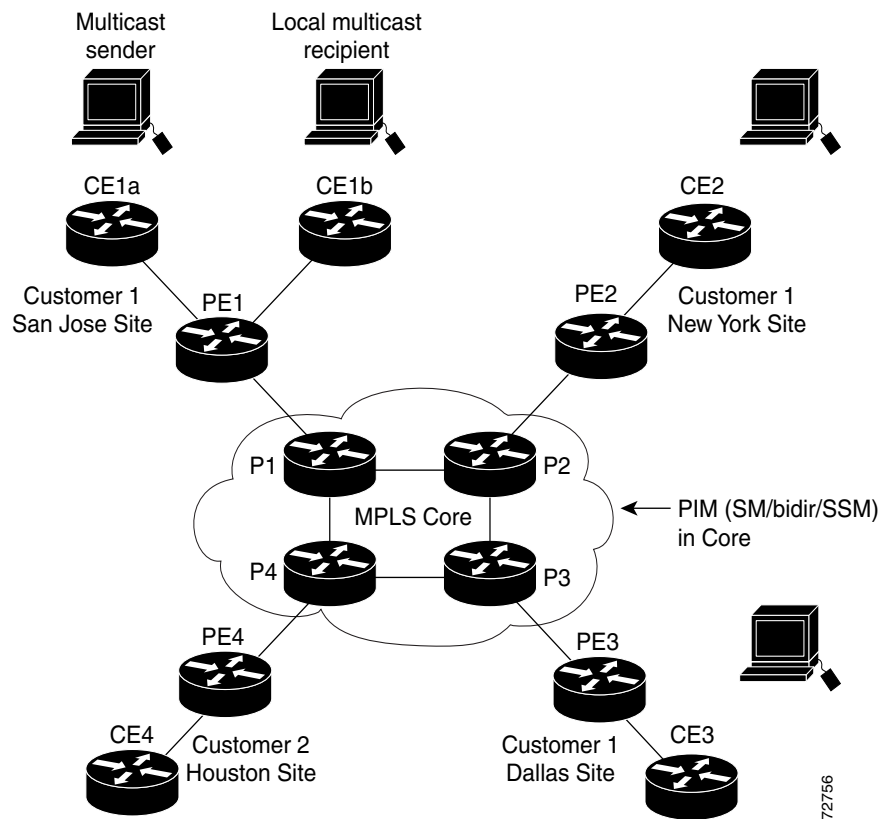 Multicast
sender
Local multicast
recipient
CE1a
CE1b
CE2
Customer 1
San Jose Site
PE1
PE2
Customer 1
New York Site
P1
P2
MPLS Core
PIM (SM/bidir/SSM)
in Core
P4
P3
PE4
PE3
CE4
Customer 2
Houston Site
Customer 1
Dallas Site
CE3
72756